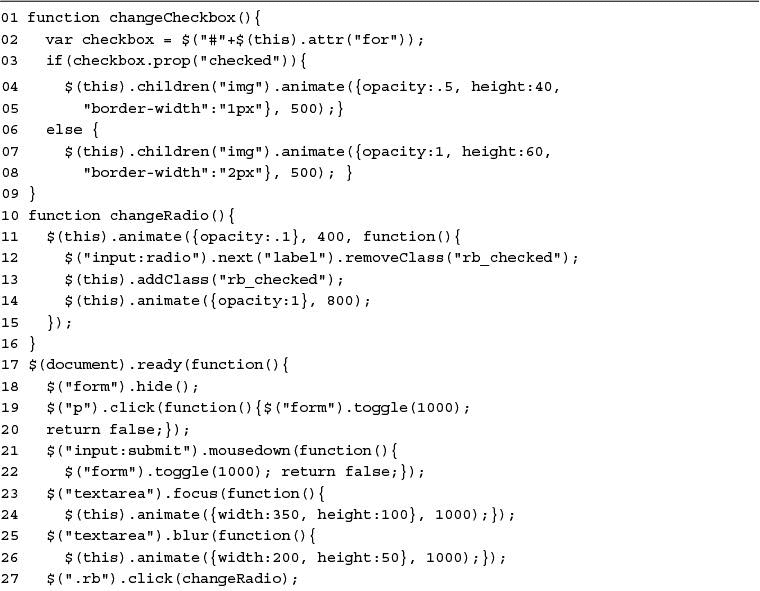 01 function changeCheckbox(){
02   var checkbox = $("#"+$(this).attr("for"));
03   if(checkbox.prop("checked")){
04     $(this).children("img").animate({opacity:.5, height:40,
05       "border-width":"1px"}, 500);}
06   else {
07     $(this).children("img").animate({opacity:1, height:60,
08       "border-width":"2px"}, 500); }
09 }
10 function changeRadio(){
11   $(this).animate({opacity:.1}, 400, function(){
12     $("input:radio").next("label").removeClass("rb_checked");
13     $(this).addClass("rb_checked");
14     $(this).animate({opacity:1}, 800);
15   });
16 }
17 $(document).ready(function(){
18   $("form").hide();
19   $("p").click(function(){$("form").toggle(1000);
20   return false;});
21   $("input:submit").mousedown(function(){
22     $("form").toggle(1000); return false;});
23   $("textarea").focus(function(){
24     $(this).animate({width:350, height:100}, 1000);});
25   $("textarea").blur(function(){
26     $(this).animate({width:200, height:50}, 1000);});
27   $(".rb").click(changeRadio);